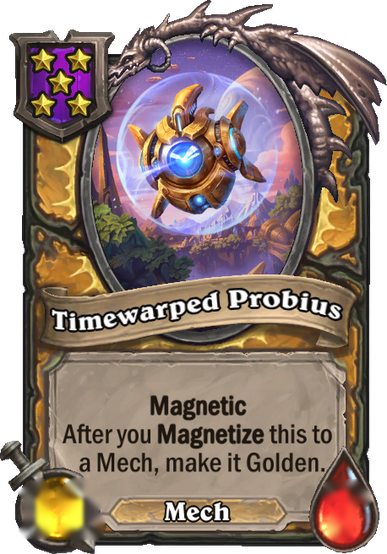 Timewarped Probius
Magnetic
After you Magnetize this to
a Mech, make it Golden.
Mech